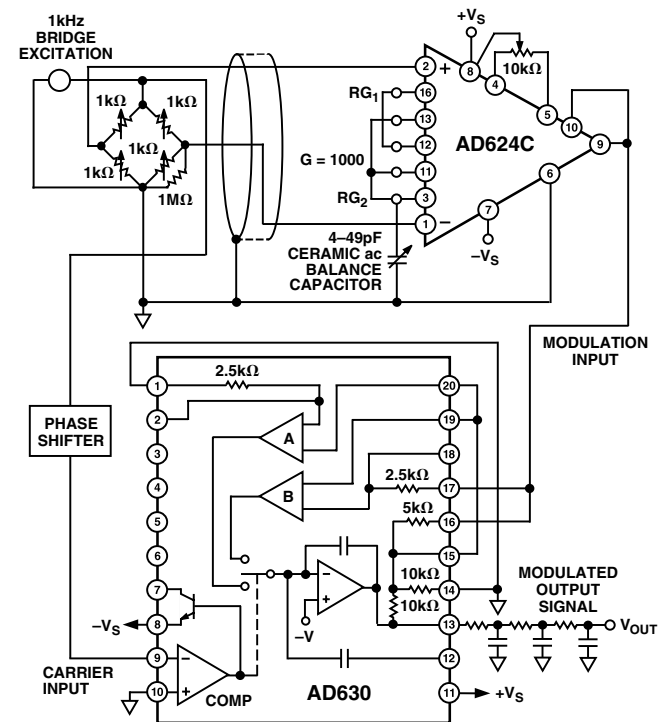 1kHz
BRIDGE
EXCITATION
1kΩ
1kΩ
1kΩ
1kΩ
1MΩ
+VS
10kΩ
2
+
8
4
5
10
9
6
7
–VS
16
RG1
13
12
AD624C
G = 1000
11
3
RG2
1
–
4–49pF
CERAMIC ac
BALANCE
CAPACITOR
MODULATION
INPUT
PHASE
SHIFTER
1
2.5kΩ
20
2
A
19
3
18
4
B
2.5kΩ
17
5
5kΩ
16
6
15
7
10kΩ
14
–
+
–V
10kΩ
13
MODULATED
OUTPUT
SIGNAL
VOUT
–VS
8
CARRIER
INPUT
9
–
12
10
+
COMP
AD630
11
+VS